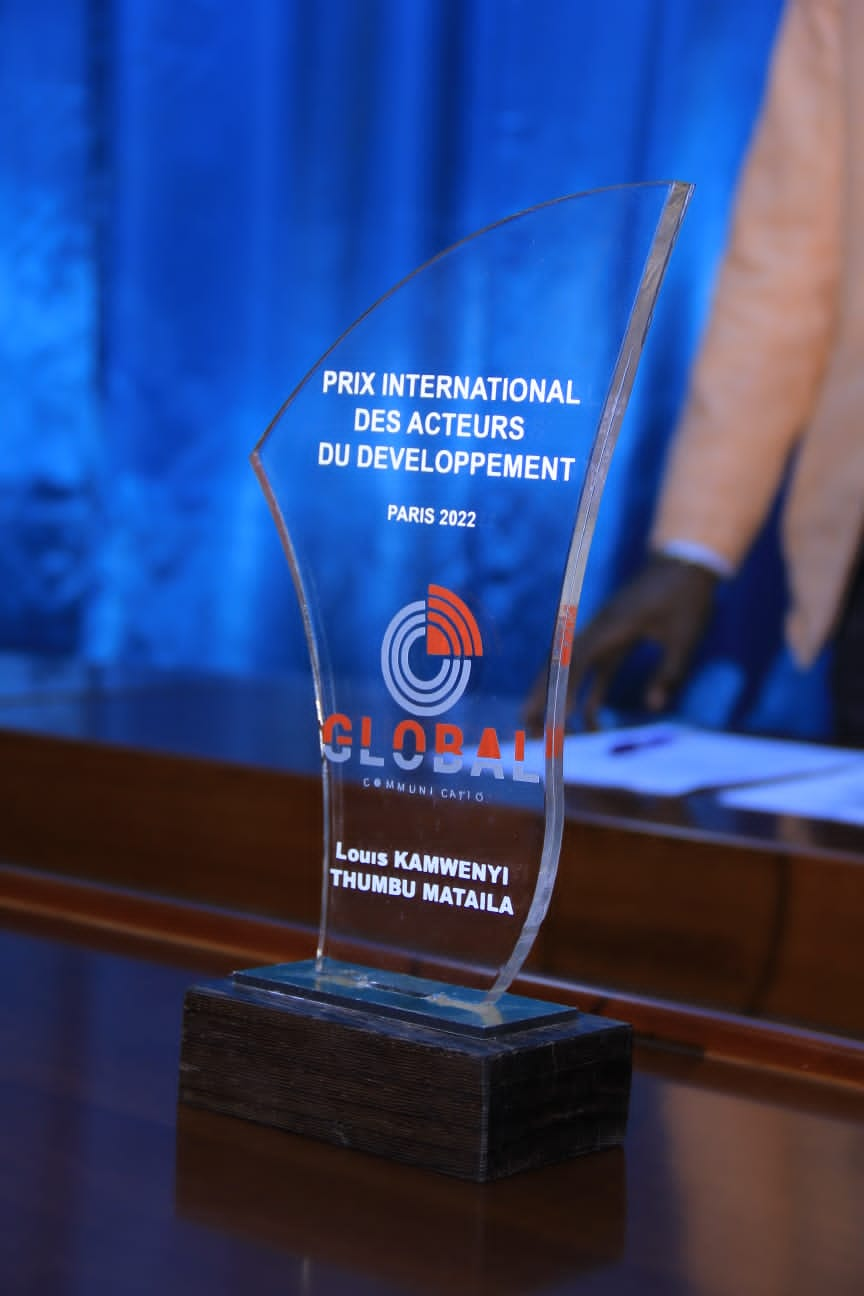 PRIX INTERNATIONAL
DES ACTEURS
DU DEVELOPPEMENT
PARIS 2022
GLOBAL
Louis KAMWENYI
THUMBU MATAILA